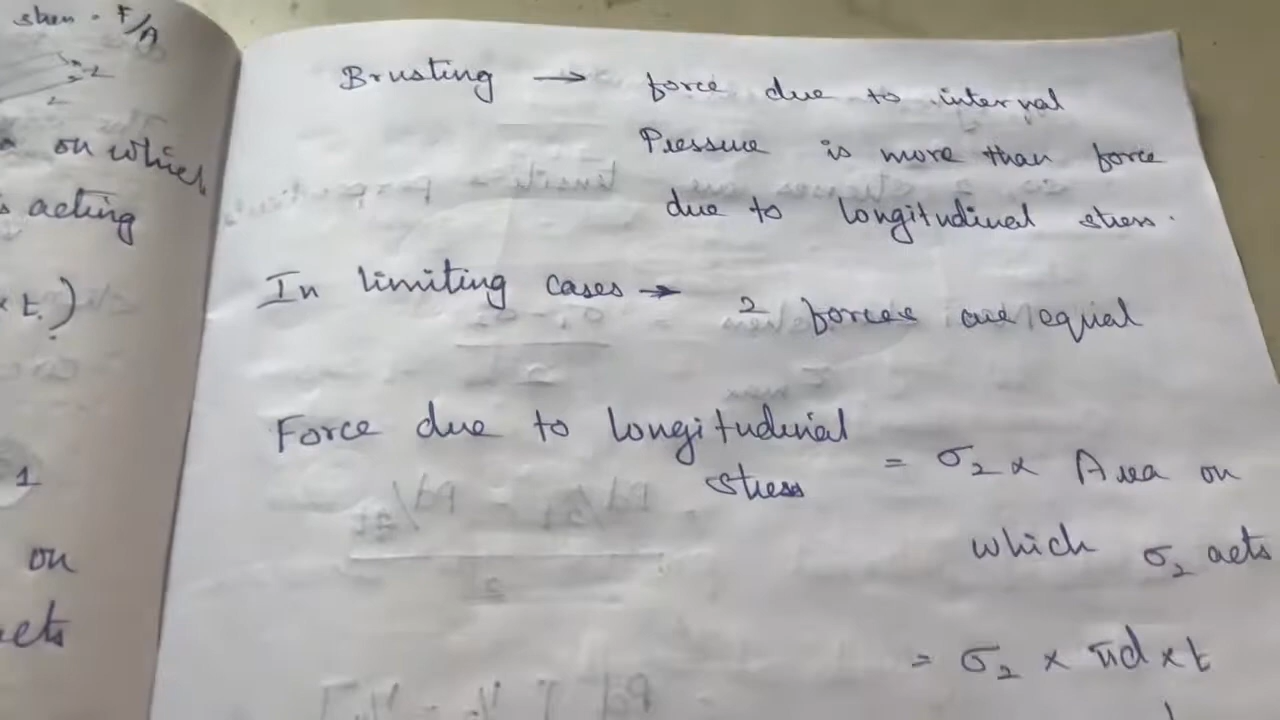 stress = F/A
on which
acting
× t.)
1
on
acts
Brusting → force due to internal
Pressure is more than force
due to longitudinal stress.
In limiting cases → 2 forces are equal
Force due to longitudinal
stress = σ2 × Area on
which σ2 acts
= σ2 × πd × t